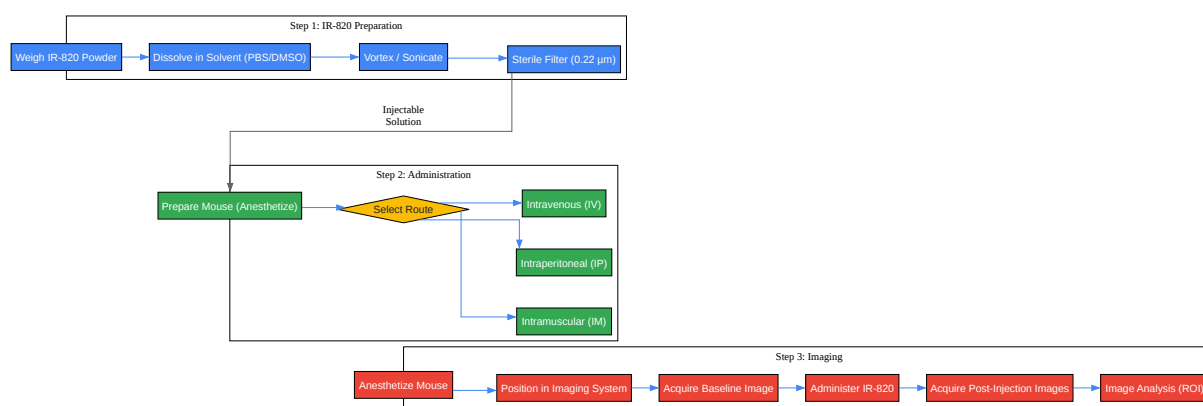 Step 1: IR-820 Preparation
Weigh IR-820 Powder
Dissolve in Solvent (PBS/DMSO)
Vortex / Sonicate
Sterile Filter (0.22 µm)
Injectable
Solution
Step 2: Administration
Prepare Mouse (Anesthetize)
Select Route
Intravenous (IV)
Intraperitoneal (IP)
Intramuscular (IM)
Step 3: Imaging
Anesthetize Mouse
Position in Imaging System
Acquire Baseline Image
Administer IR-820
Acquire Post-Injection Images
Image Analysis (ROI)